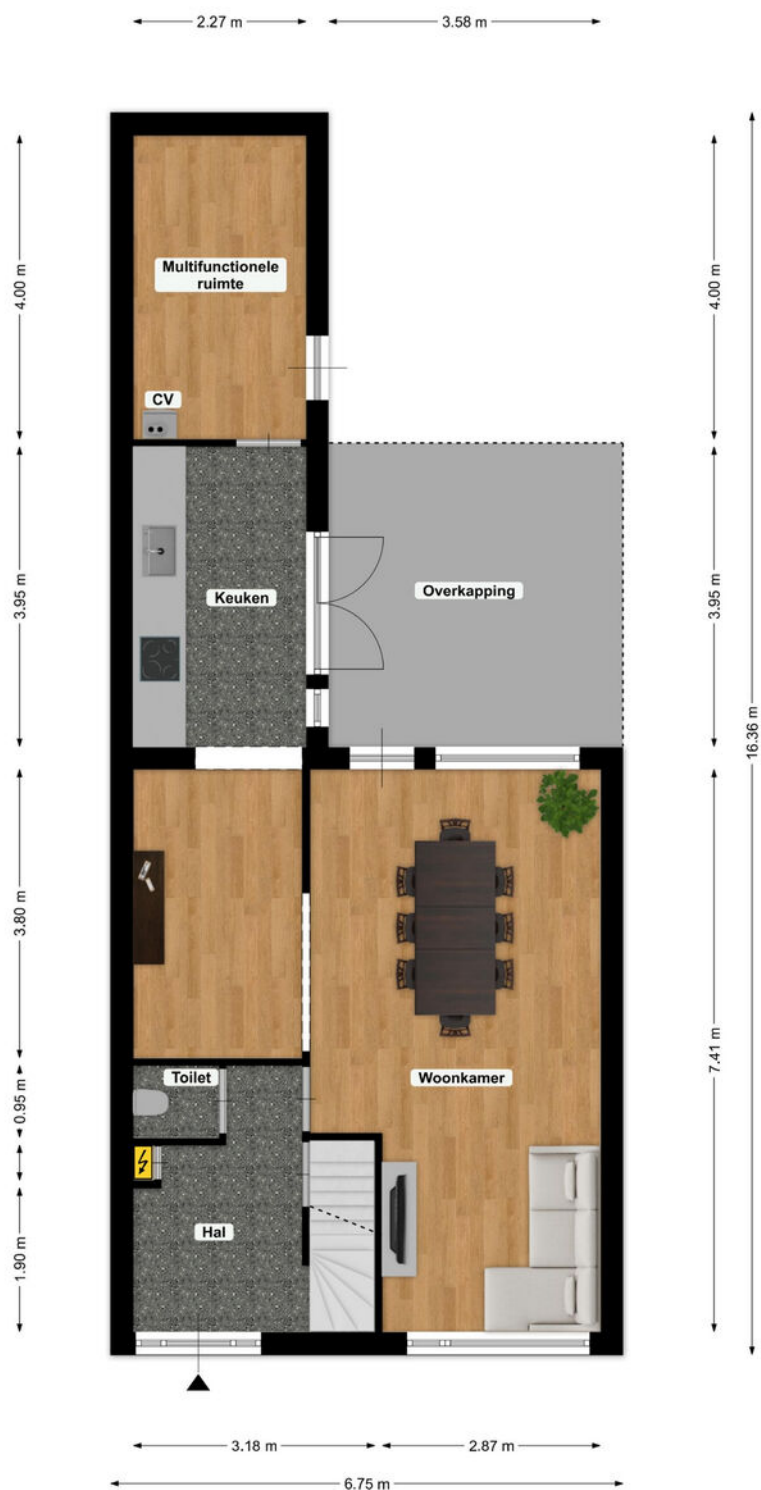 2.27 m
3.58 m
4.00 m
4.00 m
Multifunctionele
ruimte
CV
3.95 m
3.95 m
Keuken
Overkapping
16.36 m
3.80 m
7.41 m
0.95 m
Toilet
Woonkamer
1.90 m
Hal
3.18 m
2.87 m
6.75 m